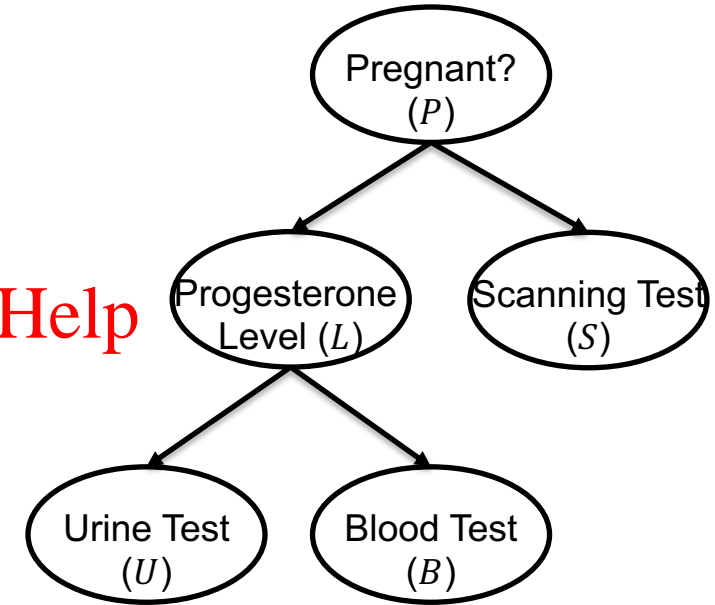 Pregnant?
(𝑃)
Help
Progesterone
Level (𝐿)
Scanning Test
(𝑆)
Urine Test
(𝑈)
Blood Test
(𝐵)